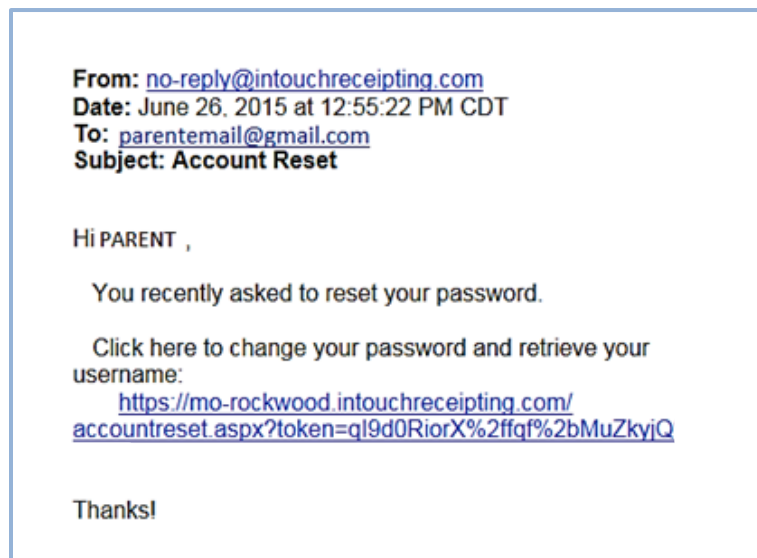 From: no-reply@intouchreceipting.com
Date: June 26, 2015 at 12:55:22 PM CDT
To: parentemail@gmail.com
Subject: Account Reset
Hi PARENT ,
You recently asked to reset your password.
Click here to change your password and retrieve your
username:
https://mo-rockwood.intouchreceipting.com/
accountreset.aspx?token=qI9d0RiorX%2ffqf%2bMuZkyjQ
Thanks!